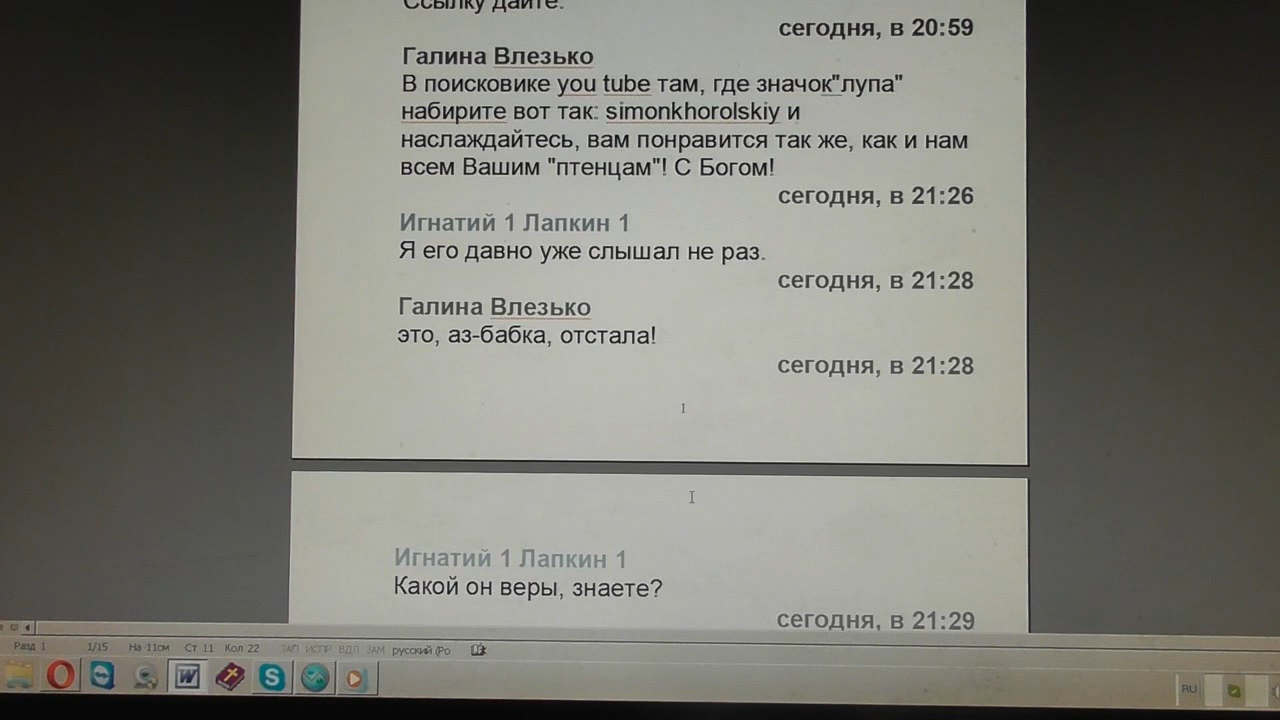 Ссылку дайте.
сегодня, в 20:59
Галина Влезько
В поисковике you tube там, где значок"лупа"
набирите вот так: simonkhorolskiy и
наслаждайтесь, вам понравится так же, как и нам
всем Вашим "птенцам"! С Богом!
сегодня, в 21:26
Игнатий 1 Лапкин 1
Я его давно уже слышал не раз.
сегодня, в 21:28
Галина Влезько
это, аз-бабка, отстала!
сегодня, в 21:28
Игнатий 1 Лапкин 1
Какой он веры, знаете?
сегодня, в 21:29
Разд 1 1/15 На 11см Ст 11 Кол 22 ЗАП ИСПР ВДЛ ЗАМ русский (Ро
RU